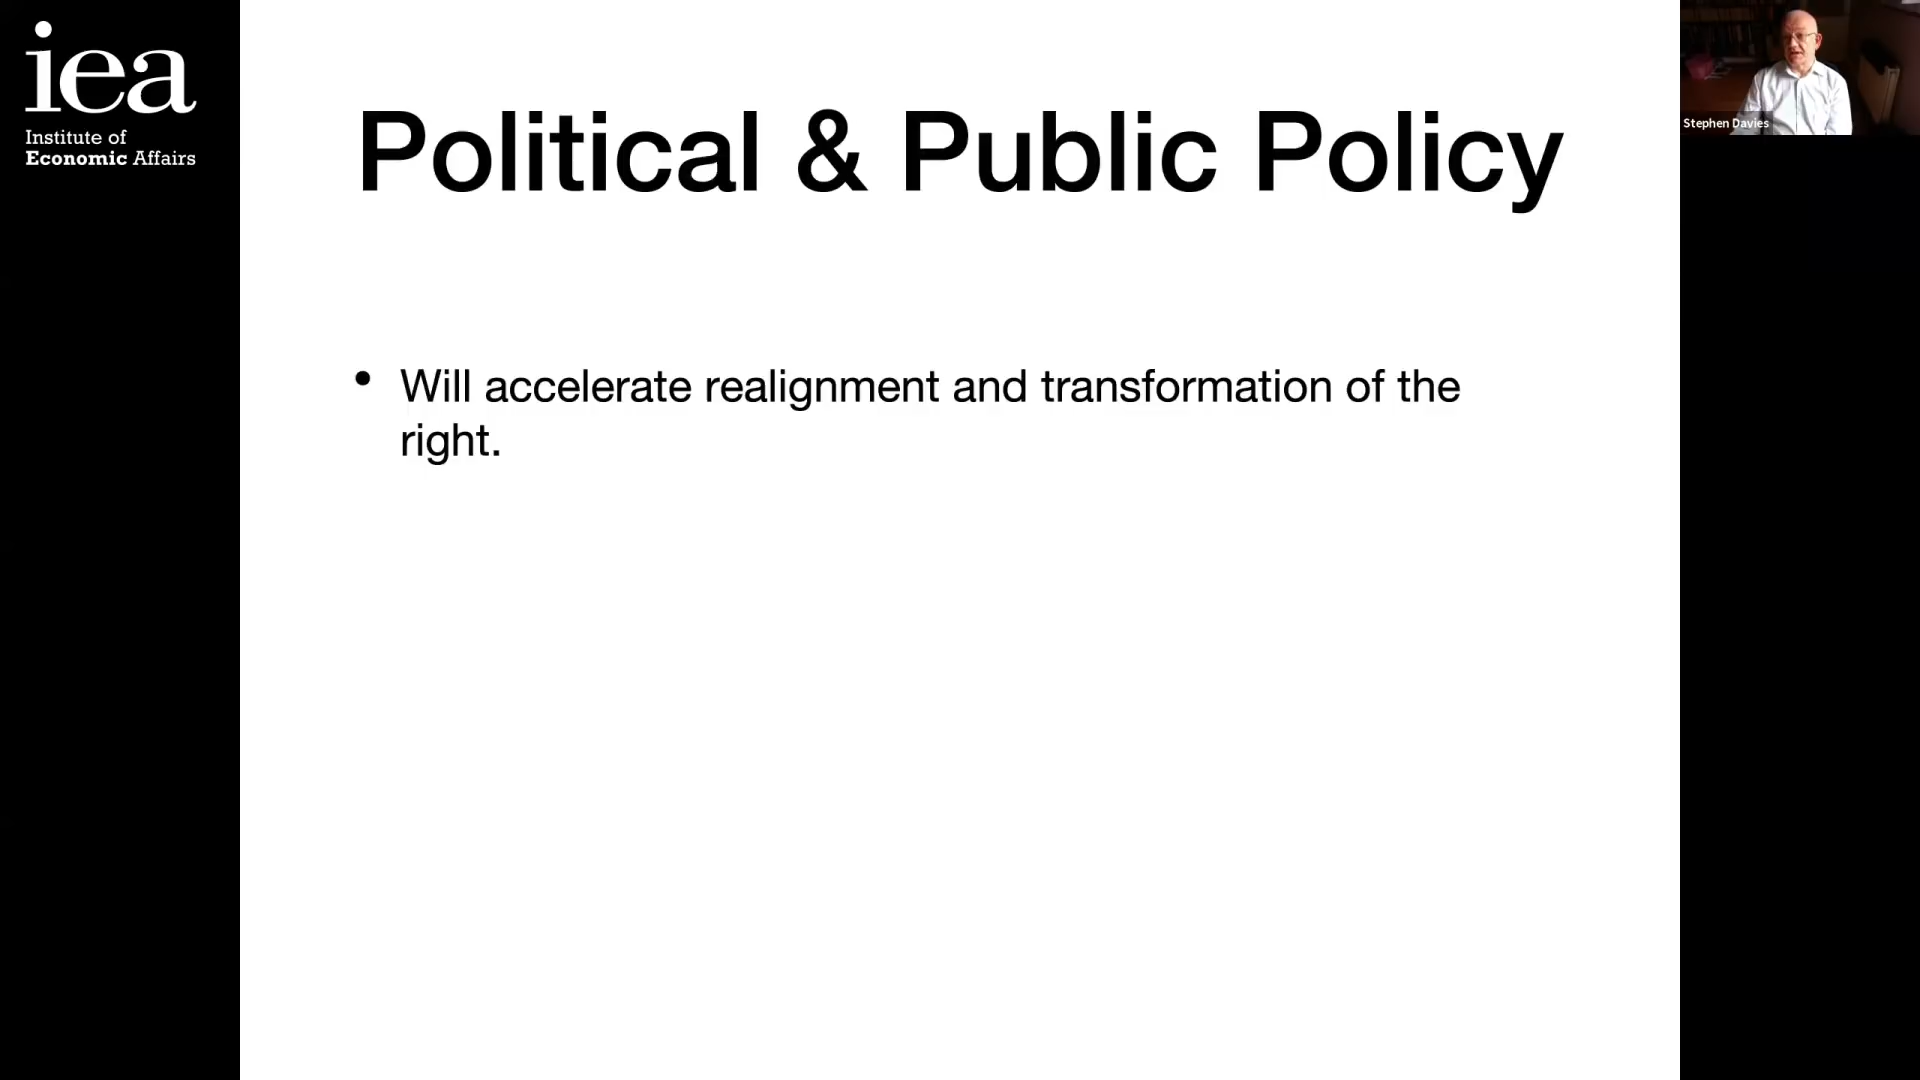 iea
Institute of
Economic Affairs
Political & Public Policy
• Will accelerate realignment and transformation of the
right.
Stephen Davies